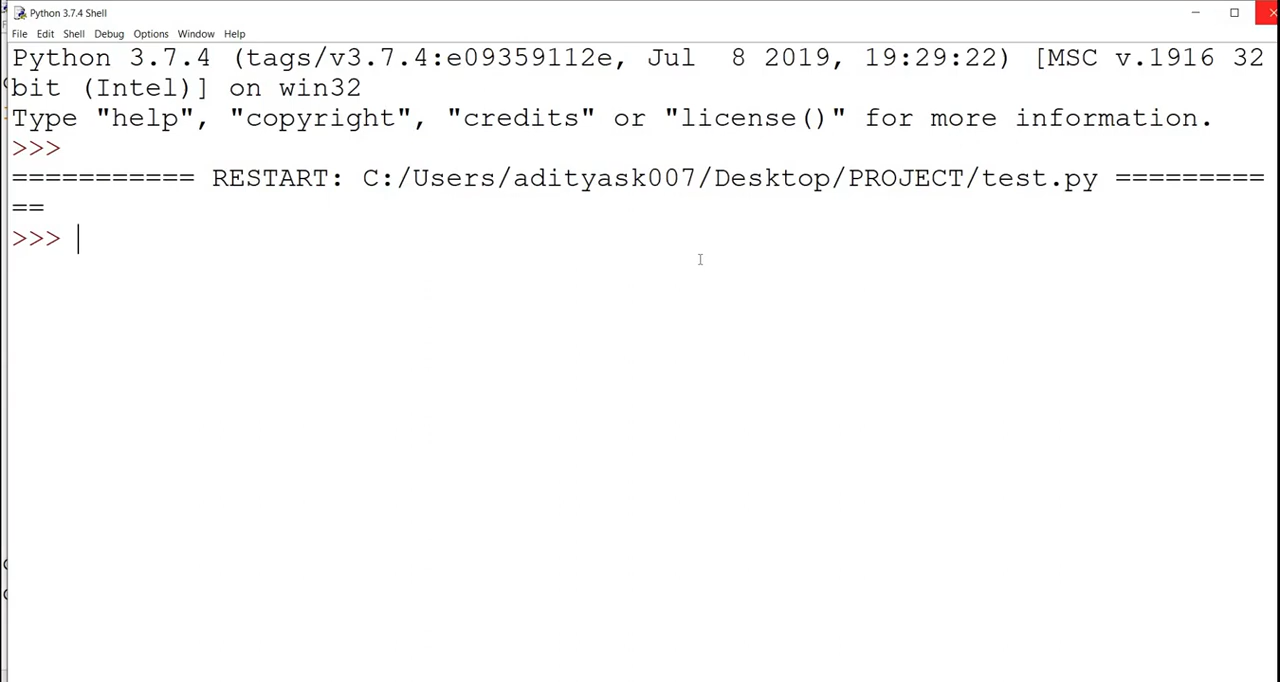 Python 3.7.4 Shell
File Edit Shell Debug Options Window Help
Python 3.7.4 (tags/v3.7.4:e09359112e, Jul  8 2019, 19:29:22) [MSC v.1916 32
bit (Intel)] on win32
Type "help", "copyright", "credits" or "license()" for more information.
>>>
=========== RESTART: C:/Users/adityask007/Desktop/PROJECT/test.py =========
==
>>>